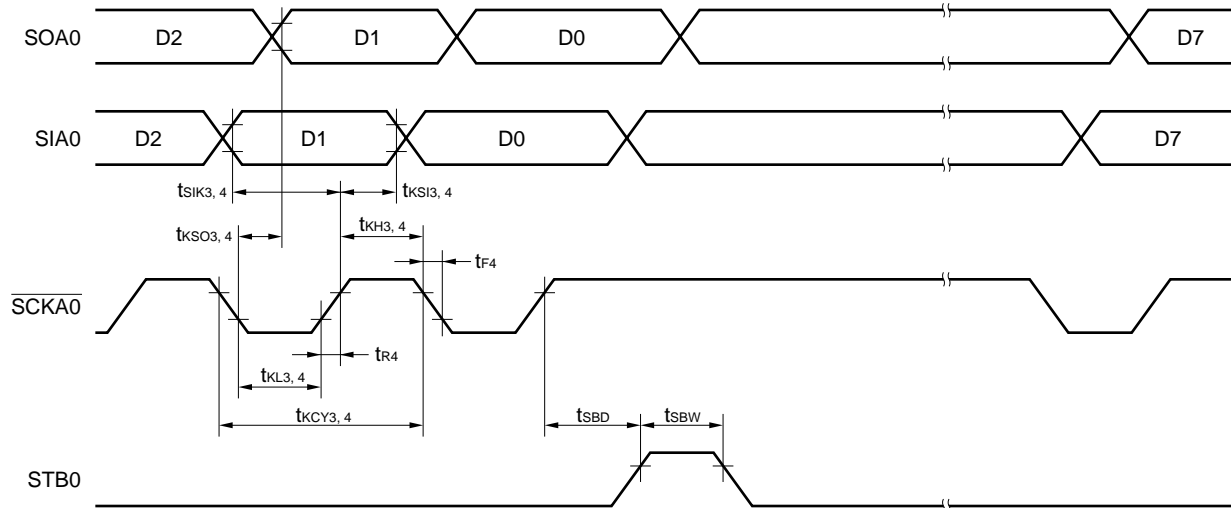 SOA0 D2 D1 D0 D7
SIA0 D2 D1 D0 D7
tSIK3, 4 tKSI3, 4
tKSO3, 4 tKH3, 4
tF4
SCKA0
tR4
tKL3, 4
tKCY3, 4 tSBD tSBW
STB0